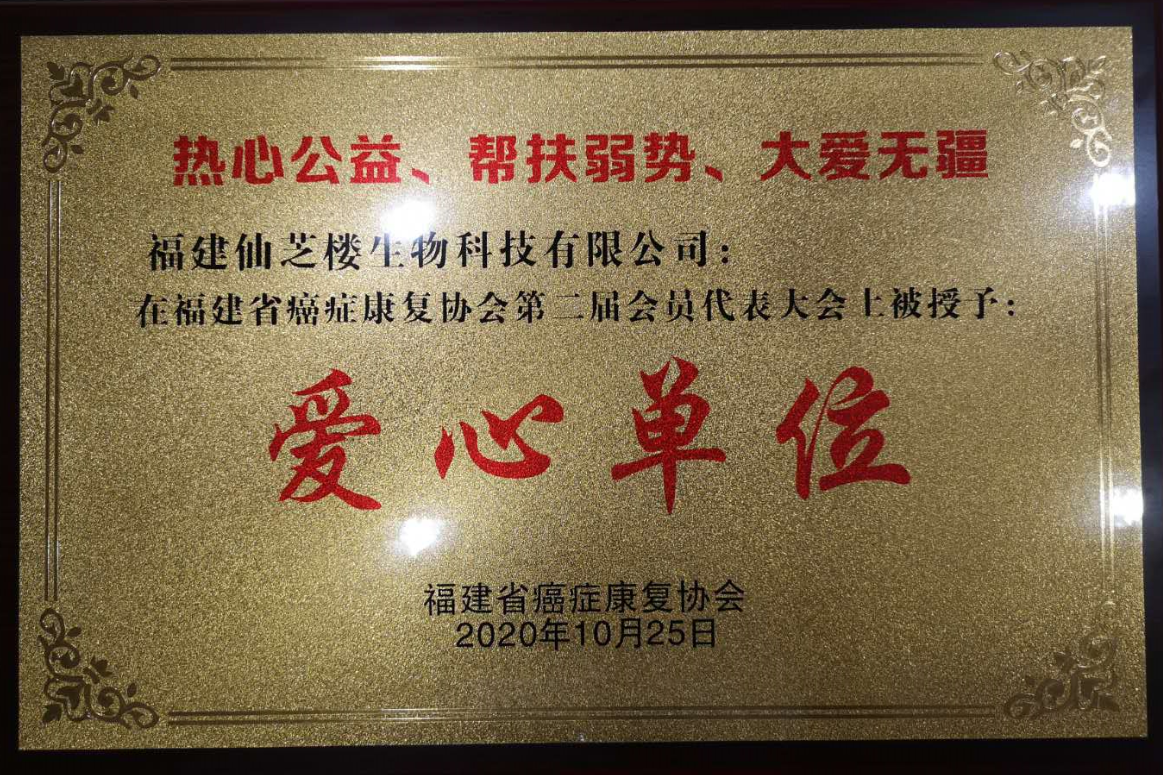 热心公益、帮扶弱势、大爱无疆
福建仙芝楼生物科技有限公司：
在福建省癌症康复协会第二届会员代表大会上被授予：
爱心单位
福建省癌症康复协会
2020年10月25日